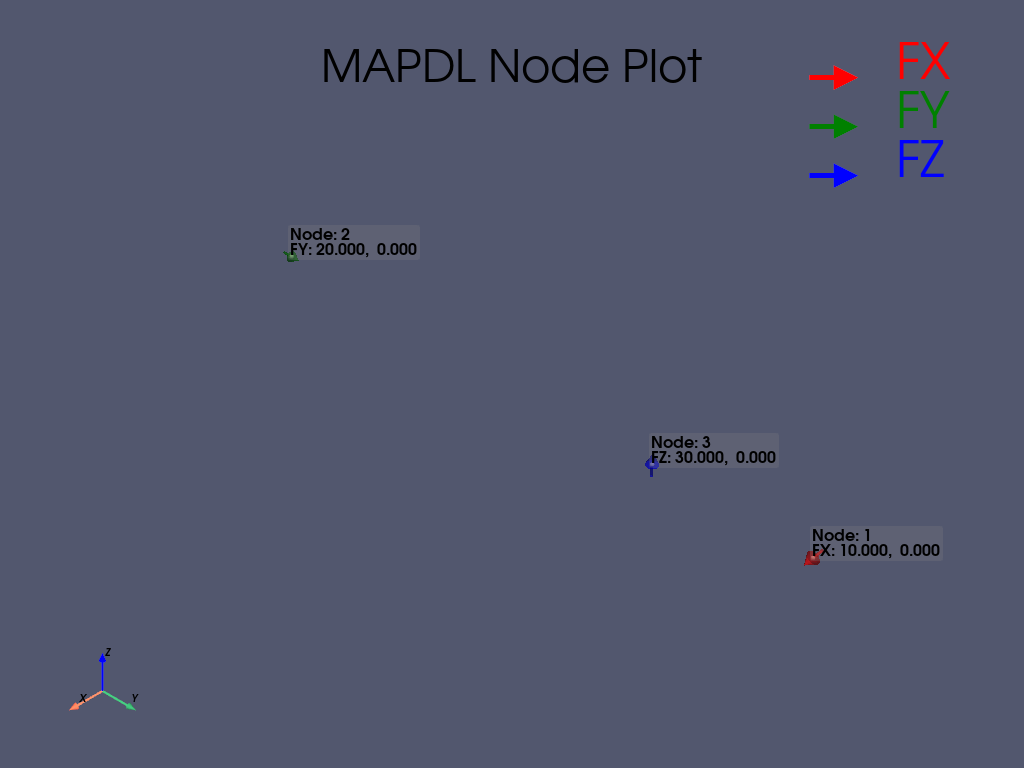 MAPDL Node Plot
FX
FY
FZ
Node: 2
FY: 20.000,  0.000
Node: 3
FZ: 30.000,  0.000
Node: 1
FX: 10.000,  0.000
Z
X
Y